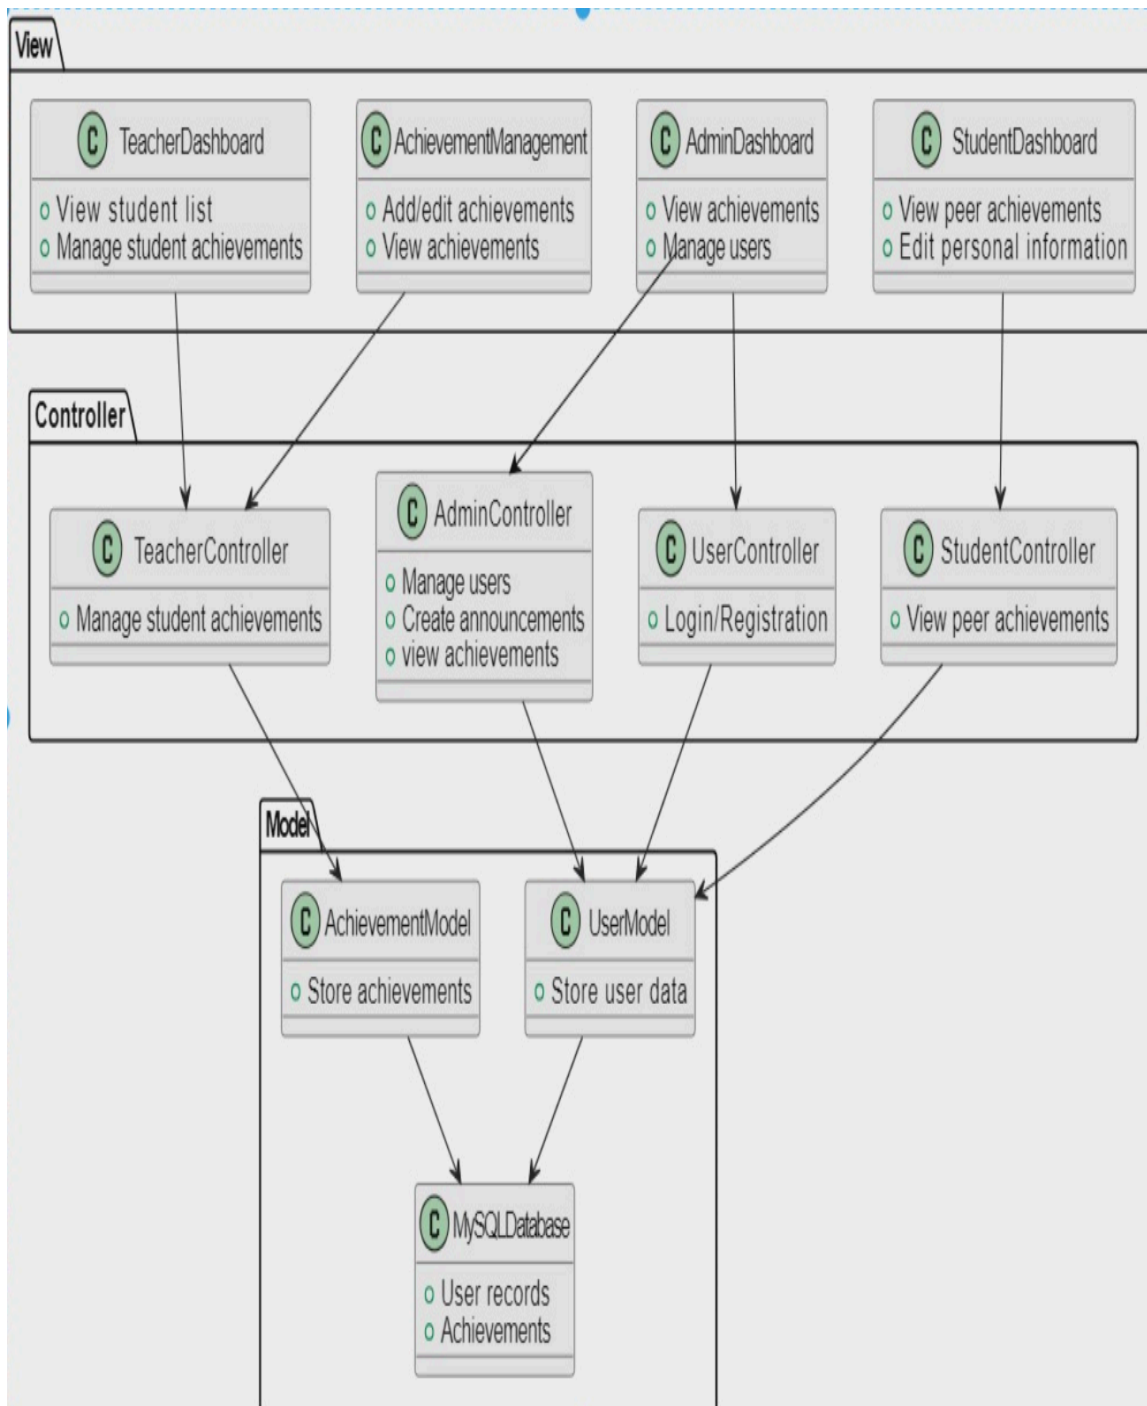 View
C TeacherDashboard
View student list
Manage student achievements
C AchievementManagement
Add/edit achievements
View achievements
C AdminDashboard
View achievements
Manage users
C StudentDashboard
View peer achievements
Edit personal information
Controller
C TeacherController
Manage student achievements
C AdminController
Manage users
Create announcements
view achievements
C UserController
Login/Registration
C StudentController
View peer achievements
Model
C AchievementModel
Store achievements
C UserModel
Store user data
C MySQLDatabase
User records
Achievements